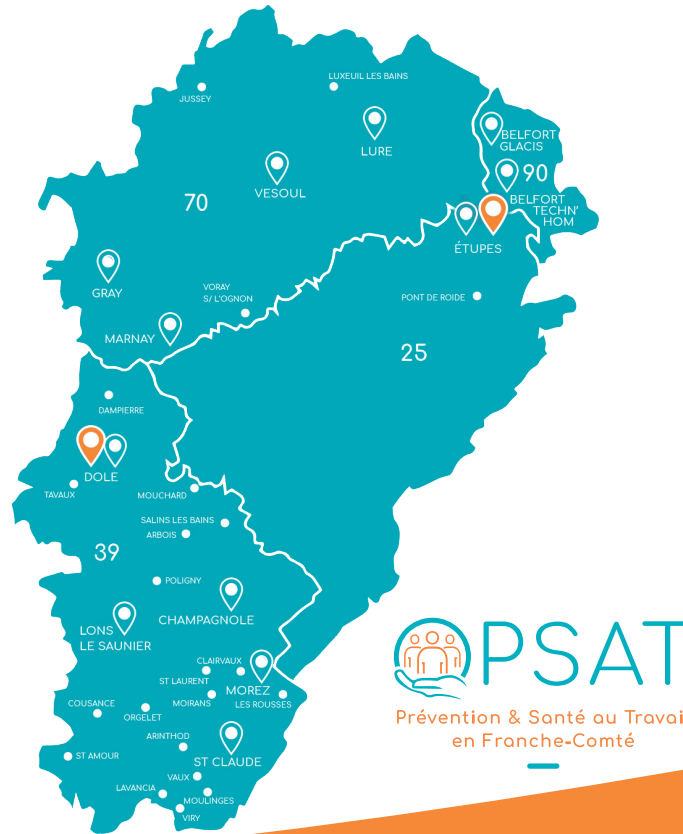 LUXEUIL LES BAINS
JUSSEY
LURE
BELFORT
GLACIS
VESOUL
90
70
BELFORT
TECHN'
HOM
ÉTUPES
GRAY
VORAY
S/ L'OGNON
PONT DE ROIDE
MARNAY
25
DAMPIERRE
DOLE
TAVAUX
MOUCHARD
SALINS LES BAINS
ARBOIS
39
POLIGNY
CHAMPAGNOLE
LONS
LE SAUNIER
CLAIRVAUX
ST LAURENT
MOREZ
MOIRANS
LES ROUSSES
COUSANCE
ORGELET
ARINTHOD
ST AMOUR
ST CLAUDE
VAUX
LAVANCIA
MOULINGES
VIRY
OPSAT
Prévention & Santé au Travai
en Franche-Comté